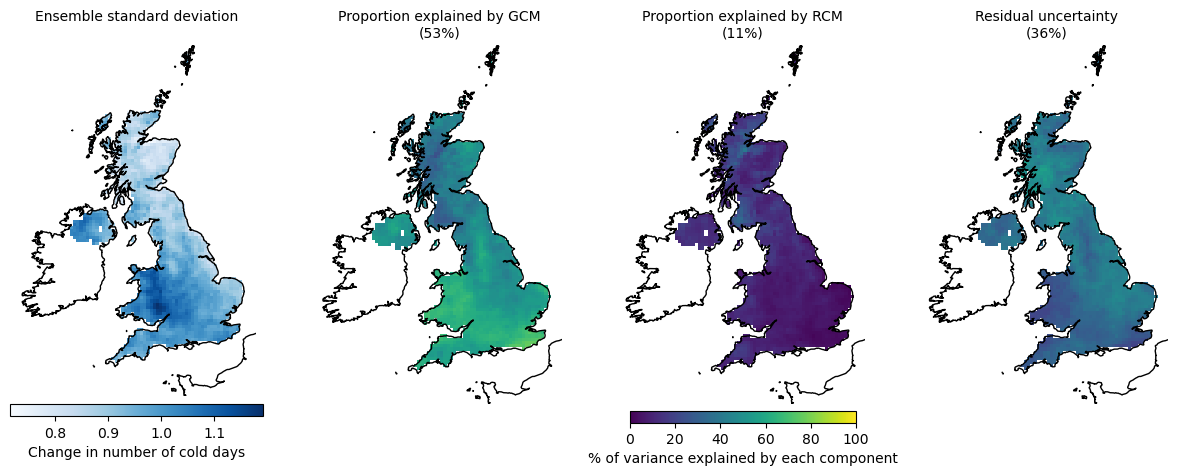 Ensemble standard deviation
Proportion explained by GCM
(53%)
Proportion explained by RCM
(11%)
Residual uncertainty
(36%)
0.8 0.9 1.0 1.1
Change in number of cold days
0 20 40 60 80 100
% of variance explained by each component